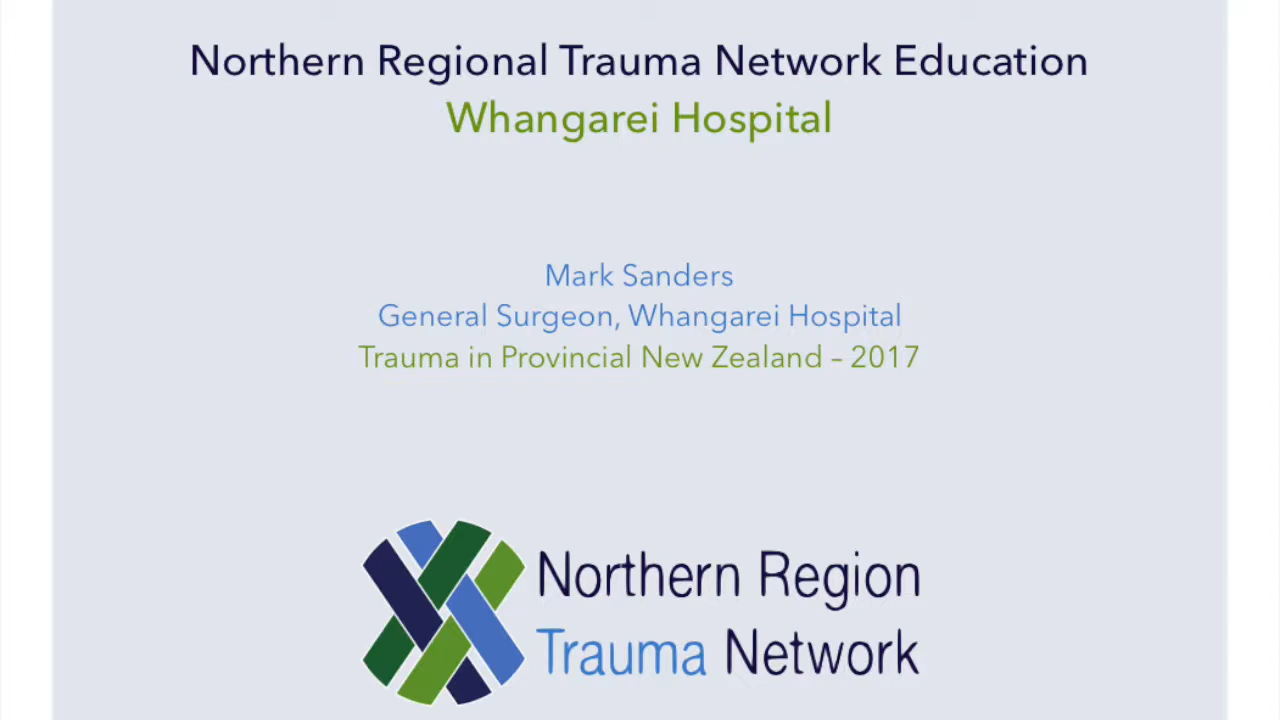 Northern Regional Trauma Network Education
Whangarei Hospital
Mark Sanders
General Surgeon, Whangarei Hospital
Trauma in Provincial New Zealand – 2017
Northern Region
Trauma Network